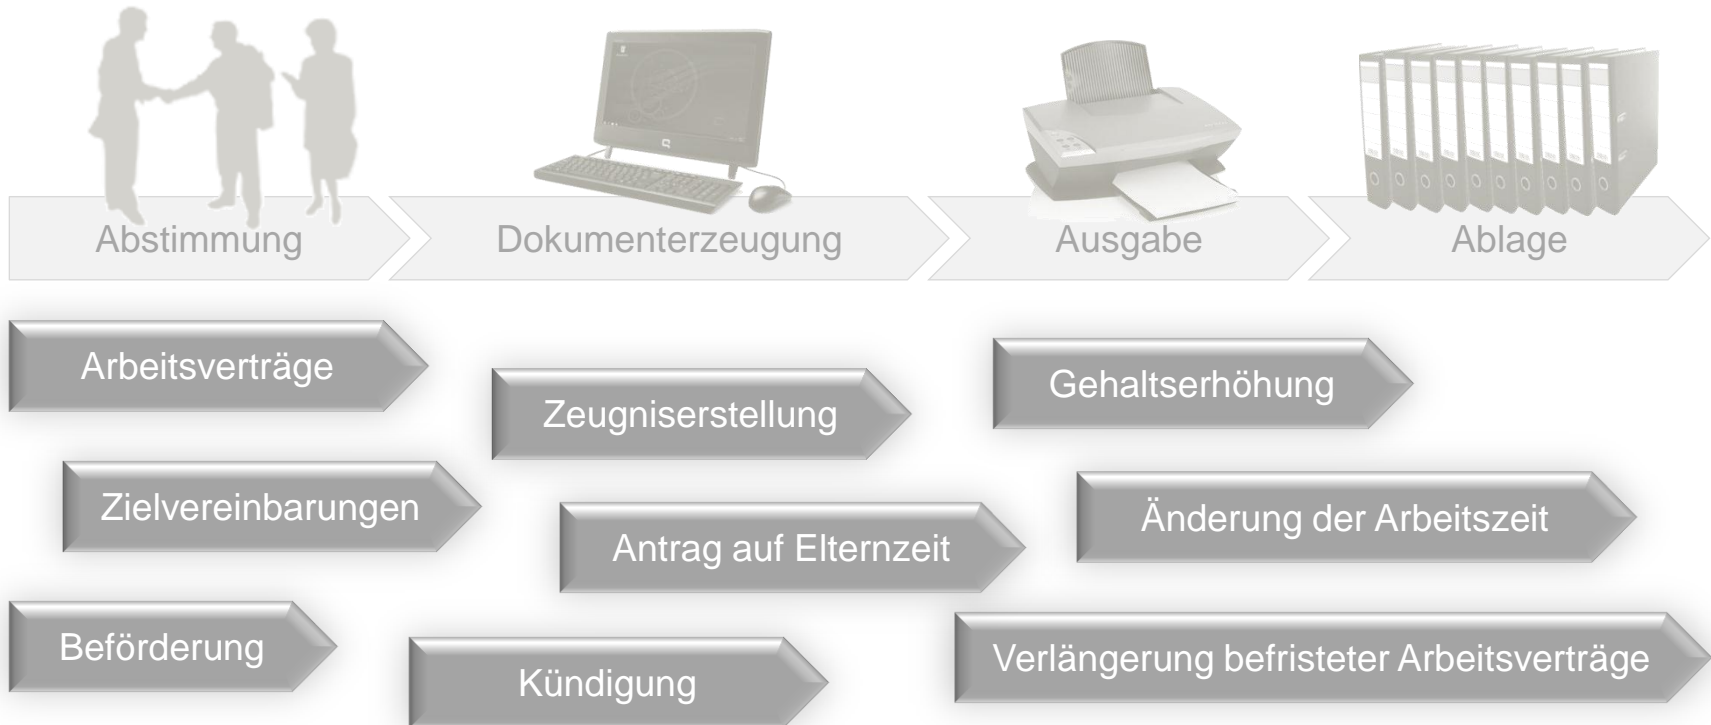 Abstimmung
Dokumenterzeugung
Ausgabe
Ablage
Arbeitsverträge
Zeugniserstellung
Gehaltserhöhung
Zielvereinbarungen
Antrag auf Elternzeit
Änderung der Arbeitszeit
Beförderung
Kündigung
Verlängerung befristeter Arbeitsverträge